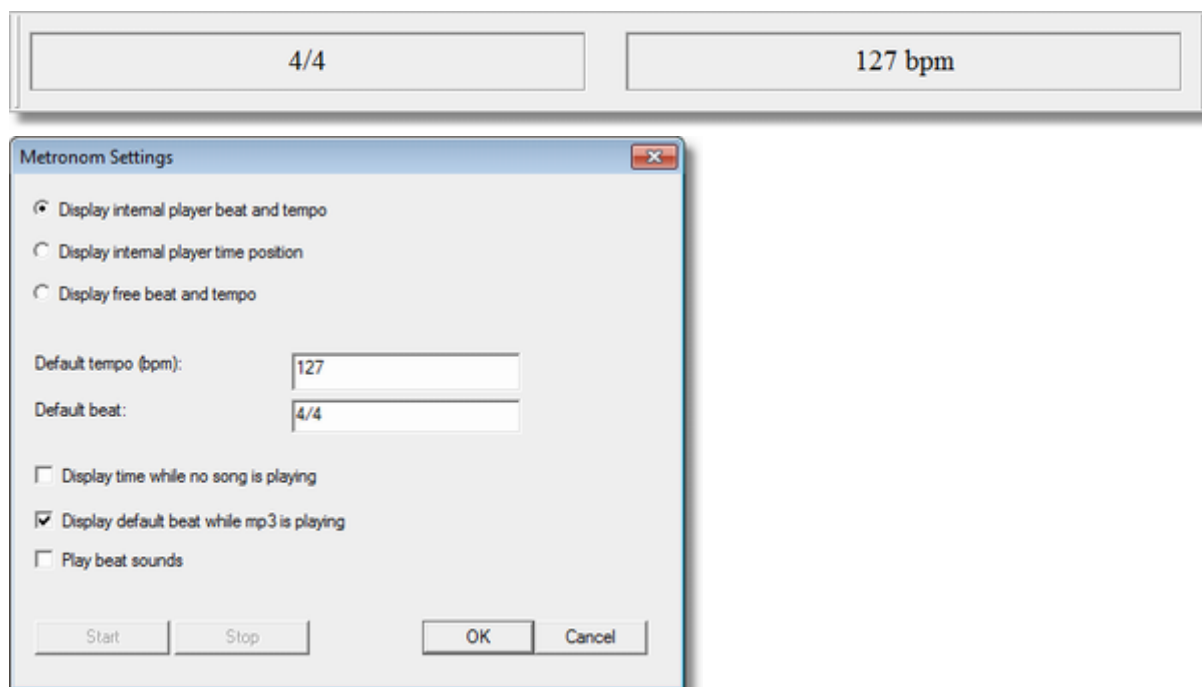 4/4 127 bpm
Metronom Settings
Display internal player beat and tempo
Display internal player time position
Display free beat and tempo
Default tempo (bpm): 127
Default beat: 4/4
Display time while no song is playing
Display default beat while mp3 is playing
Play beat sounds
Start Stop OK Cancel